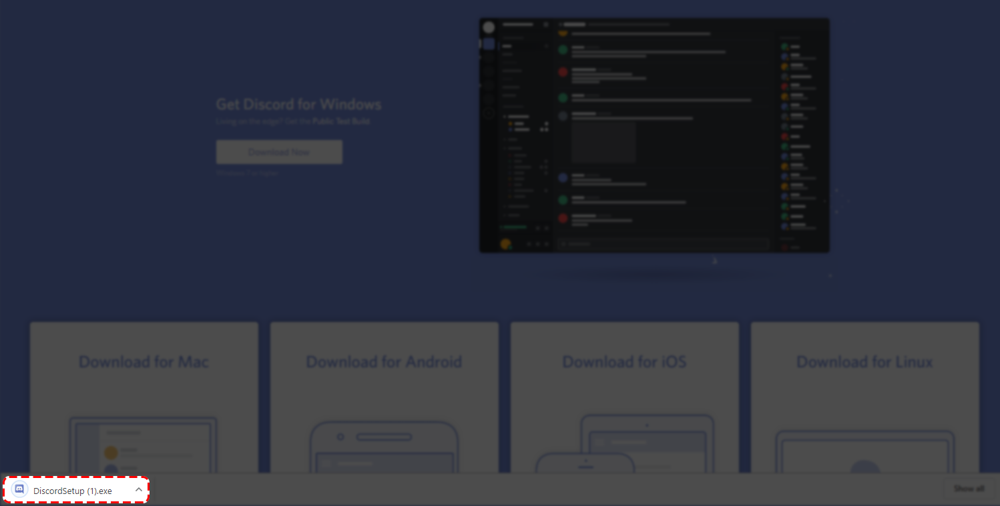 Get Discord for Windows
Living on the edge? Get the Public Test Build
Download Now
Windows 7 or higher
Download for Mac
Download for Android
Download for iOS
Download for Linux
DiscordSetup (1).exe
Show all